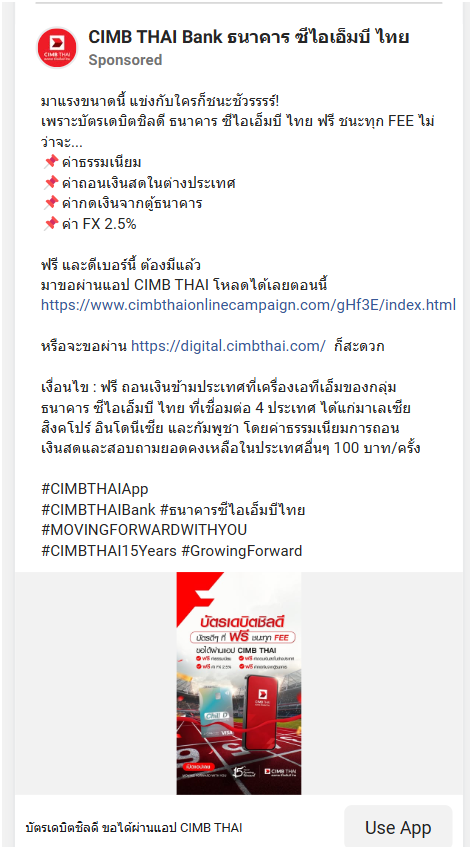 CIMB THAI Bank ธนาคาร ซีไอเอ็มบี ไทย
Sponsored
มาแรงขนาดนี้ แข่งกับใครก็ชนะชัวรรรร์!
เพราะบัตรเดบิตชิลดี ธนาคาร ซีไอเอ็มบี ไทย ฟรี ชนะทุก FEE ไม่
ว่าจะ...
📌ค่าธรรมเนียม
📌ค่าถอนเงินสดในต่างประเทศ
📌ค่ากดเงินจากตู้ธนาคาร
📌ค่า FX 2.5%
ฟรี และดีเบอร์นี้ ต้องมีแล้ว
มาขอผ่านแอป CIMB THAI โหลดได้เลยตอนนี้
https://www.cimbthaionlinecampaign.com/gHf3E/index.html
หรือจะขอผ่าน https://digital.cimbthai.com/ ก็สะดวก
เงื่อนไข : ฟรี ถอนเงินข้ามประเทศที่เครื่องเอทีเอ็มของกลุ่ม
ธนาคาร ซีไอเอ็มบี ไทย ที่เชื่อมต่อ 4 ประเทศ ได้แก่มาเลเซีย
สิงคโปร์ อินโดนีเซีย และกัมพูชา โดยค่าธรรมเนียมการถอน
เงินสดและสอบถามยอดคงเหลือในประเทศอื่นๆ 100 บาท/ครั้ง
#CIMBTHAIApp
#CIMBTHAIBank #ธนาคารซีไอเอ็มบีไทย
#MOVINGFORWARDWITHYOU
#CIMBTHAI15Years #GrowingForward
บัตรเดบิตชิลดี
บัตรดีๆ ที่ ฟรี ชนะทุก FEE
ขอได้ผ่านแอป CIMB THAI
Chill D
VISA
CIMB THAI
เปิดแอปเลย
15
CIMB THAI
บัตรเดบิตชิลดี ขอได้ผ่านแอป CIMB THAI
Use App